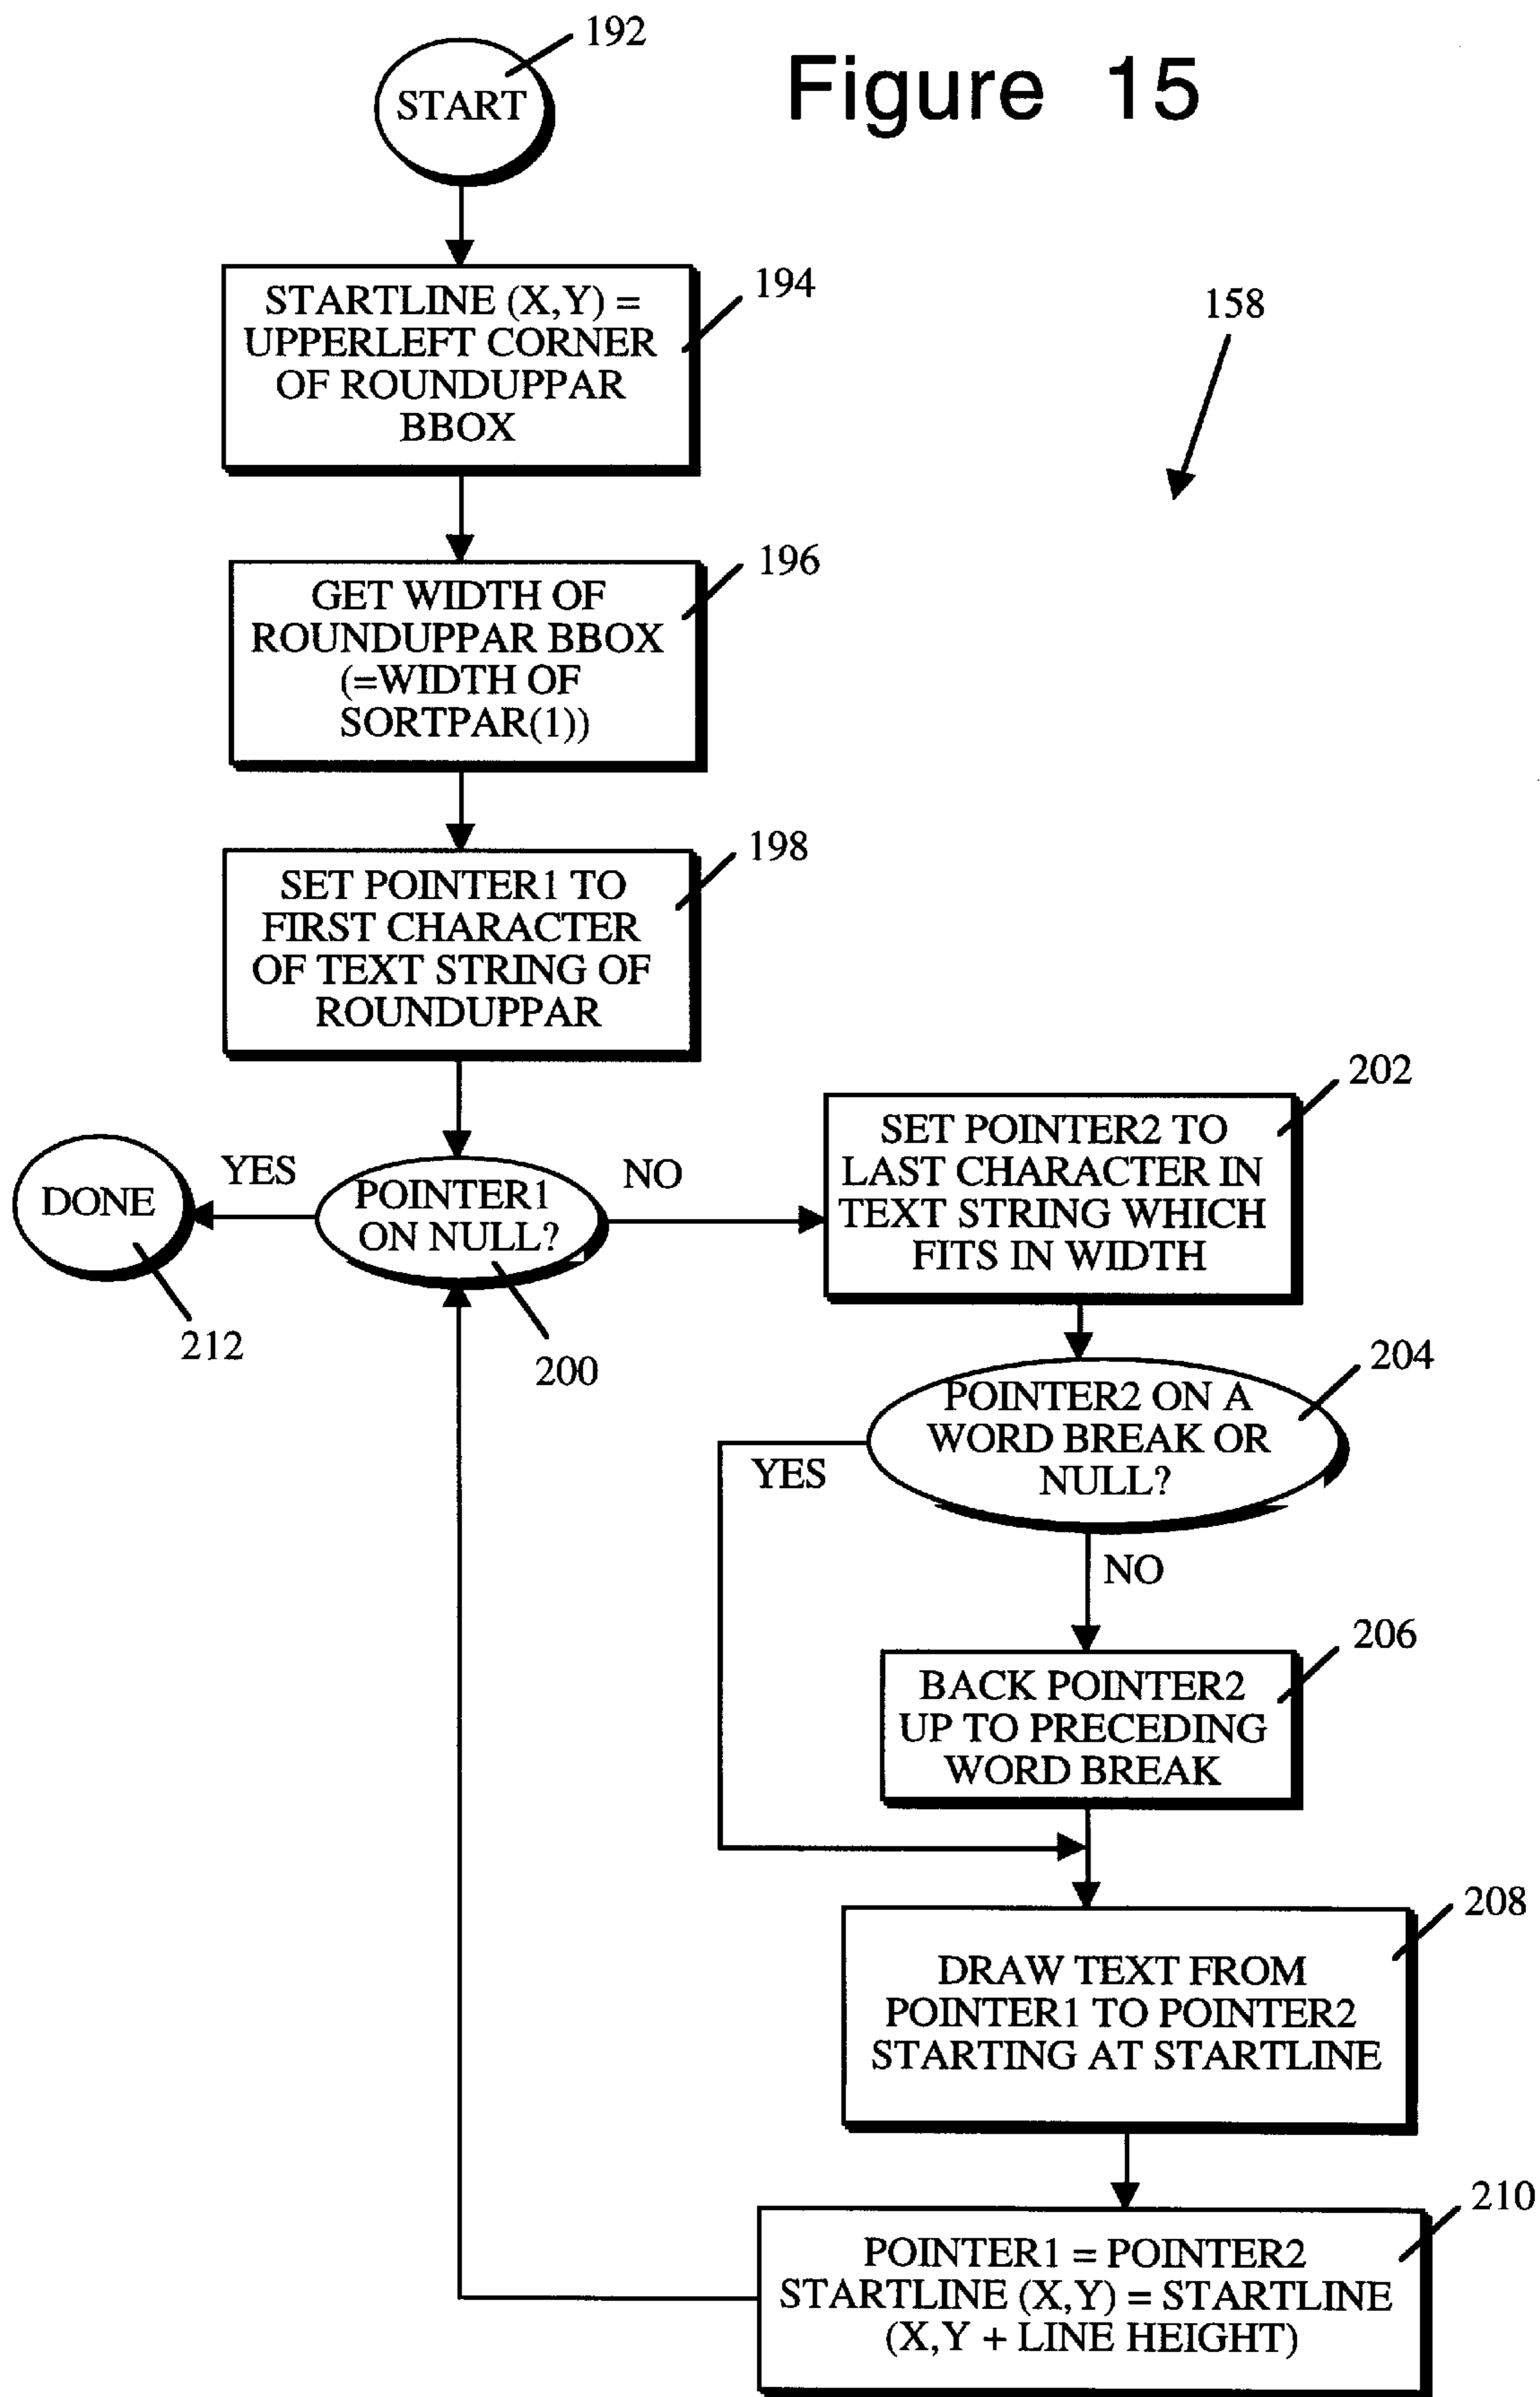 192
Figure 15
START
STARTLINE (X,Y) =
UPPERLEFT CORNER
OF ROUNDUPPAR
BBOX
194
158
GET WIDTH OF
ROUNDUPPAR BBOX
(=WIDTH OF
SORTPAR(1))
196
SET POINTER1 TO
FIRST CHARACTER
OF TEXT STRING OF
ROUNDUPPAR
198
DONE
212
YES
POINTER1
ON NULL?
200
NO
SET POINTER2 TO
LAST CHARACTER IN
TEXT STRING WHICH
FITS IN WIDTH
202
POINTER2 ON A
WORD BREAK OR
NULL?
204
YES
NO
BACK POINTER2
UP TO PRECEDING
WORD BREAK
206
DRAW TEXT FROM
POINTER1 TO POINTER2
STARTING AT STARTLINE
208
POINTER1 = POINTER2
STARTLINE (X,Y) = STARTLINE
(X,Y + LINE HEIGHT)
210